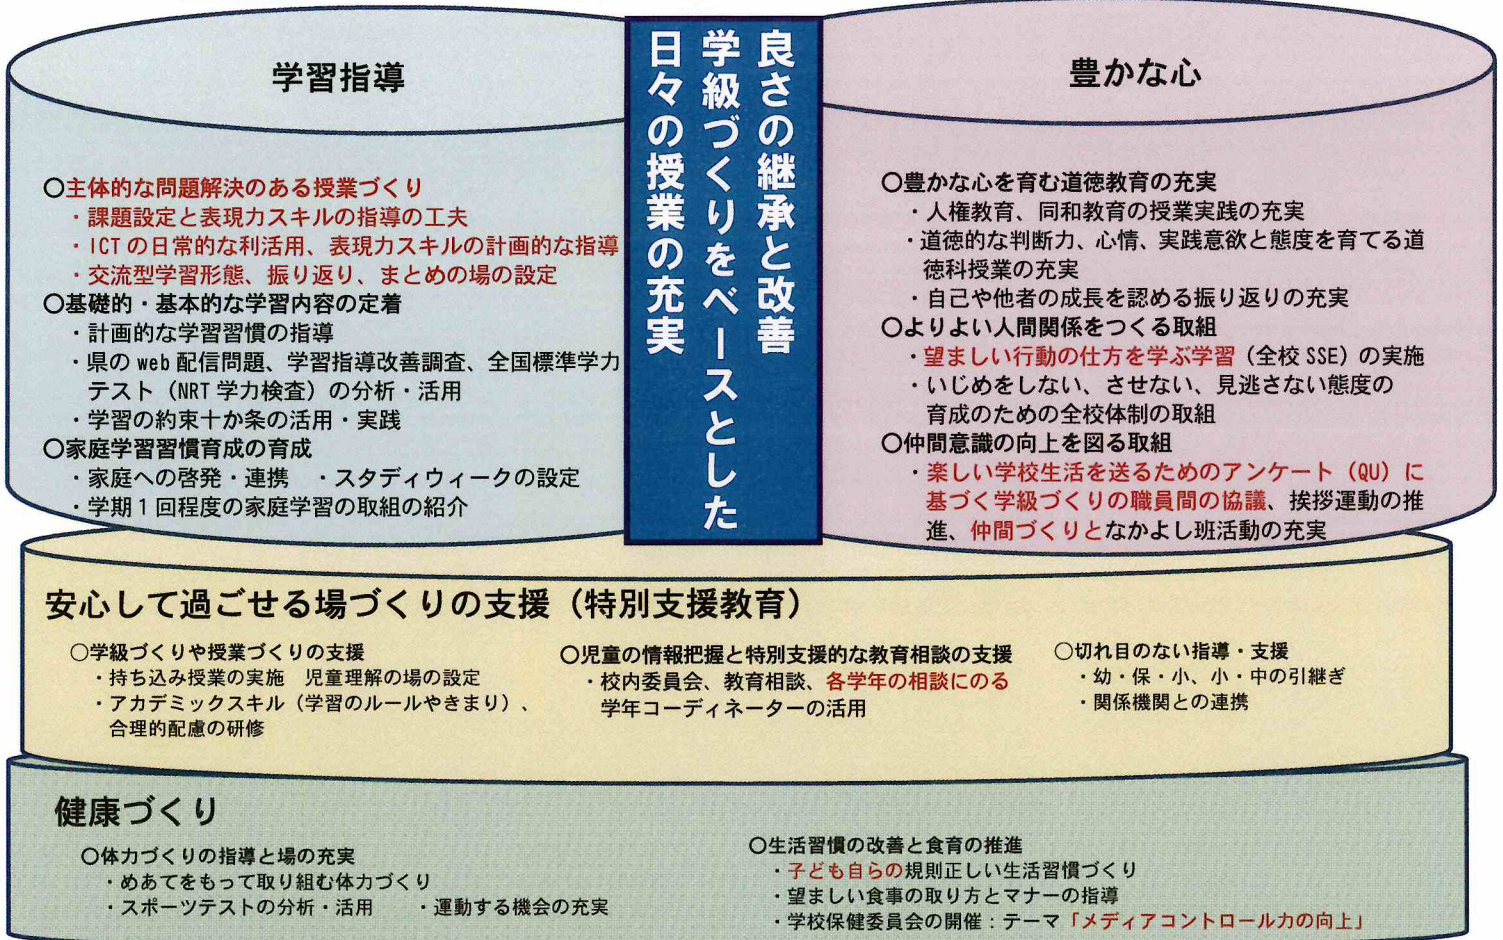 学習指導
○主体的な問題解決のある授業づくり
・課題設定と表現力スキルの指導の工夫
・ICTの日常的な利活用、表現力スキルの計画的な指導
・交流型学習形態、振り返り、まとめの場の設定
○基礎的・基本的な学習内容の定着
・計画的な学習習慣の指導
・県のweb配信問題、学習指導改善調査、全国標準学力
テスト（NRT学力検査）の分析・活用
・学習の約束十か条の活用・実践
○家庭学習習慣育成の育成
・家庭への啓発・連携　・スタディウィークの設定
・学期１回程度の家庭学習の取組の紹介
良さの継承と改善
学級づくりをベースとした
日々の授業の充実
豊かな心
○豊かな心を育む道徳教育の充実
・人権教育、同和教育の授業実践の充実
・道徳的な判断力、心情、実践意欲と態度を育てる道
徳科授業の充実
・自己や他者の成長を認める振り返りの充実
○よりよい人間関係をつくる取組
・望ましい行動の仕方を学ぶ学習（全校SSE）の実施
・いじめをしない、させない、見逃さない態度の
育成のための全校体制の取組
○仲間意識の向上を図る取組
・楽しい学校生活を送るためのアンケート（QU）に
基づく学級づくりの職員間の協議、挨拶運動の推
進、仲間づくりとなかよし班活動の充実
安心して過ごせる場づくりの支援（特別支援教育）
○学級づくりや授業づくりの支援
・持ち込み授業の実施　児童理解の場の設定
・アカデミックスキル（学習のルールやきまり）、
合理的配慮の研修
○児童の情報把握と特別支援的な教育相談の支援
・校内委員会、教育相談、各学年の相談にのる
学年コーディネーターの活用
○切れ目のない指導・支援
・幼・保・小、小・中の引継ぎ
・関係機関との連携
健康づくり
○体力づくりの指導と場の充実
・めあてをもって取り組む体力づくり
・スポーツテストの分析・活用　・運動する機会の充実
○生活習慣の改善と食育の推進
・子ども自らの規則正しい生活習慣づくり
・望ましい食事の取り方とマナーの指導
・学校保健委員会の開催：テーマ「メディアコントロール力の向上」